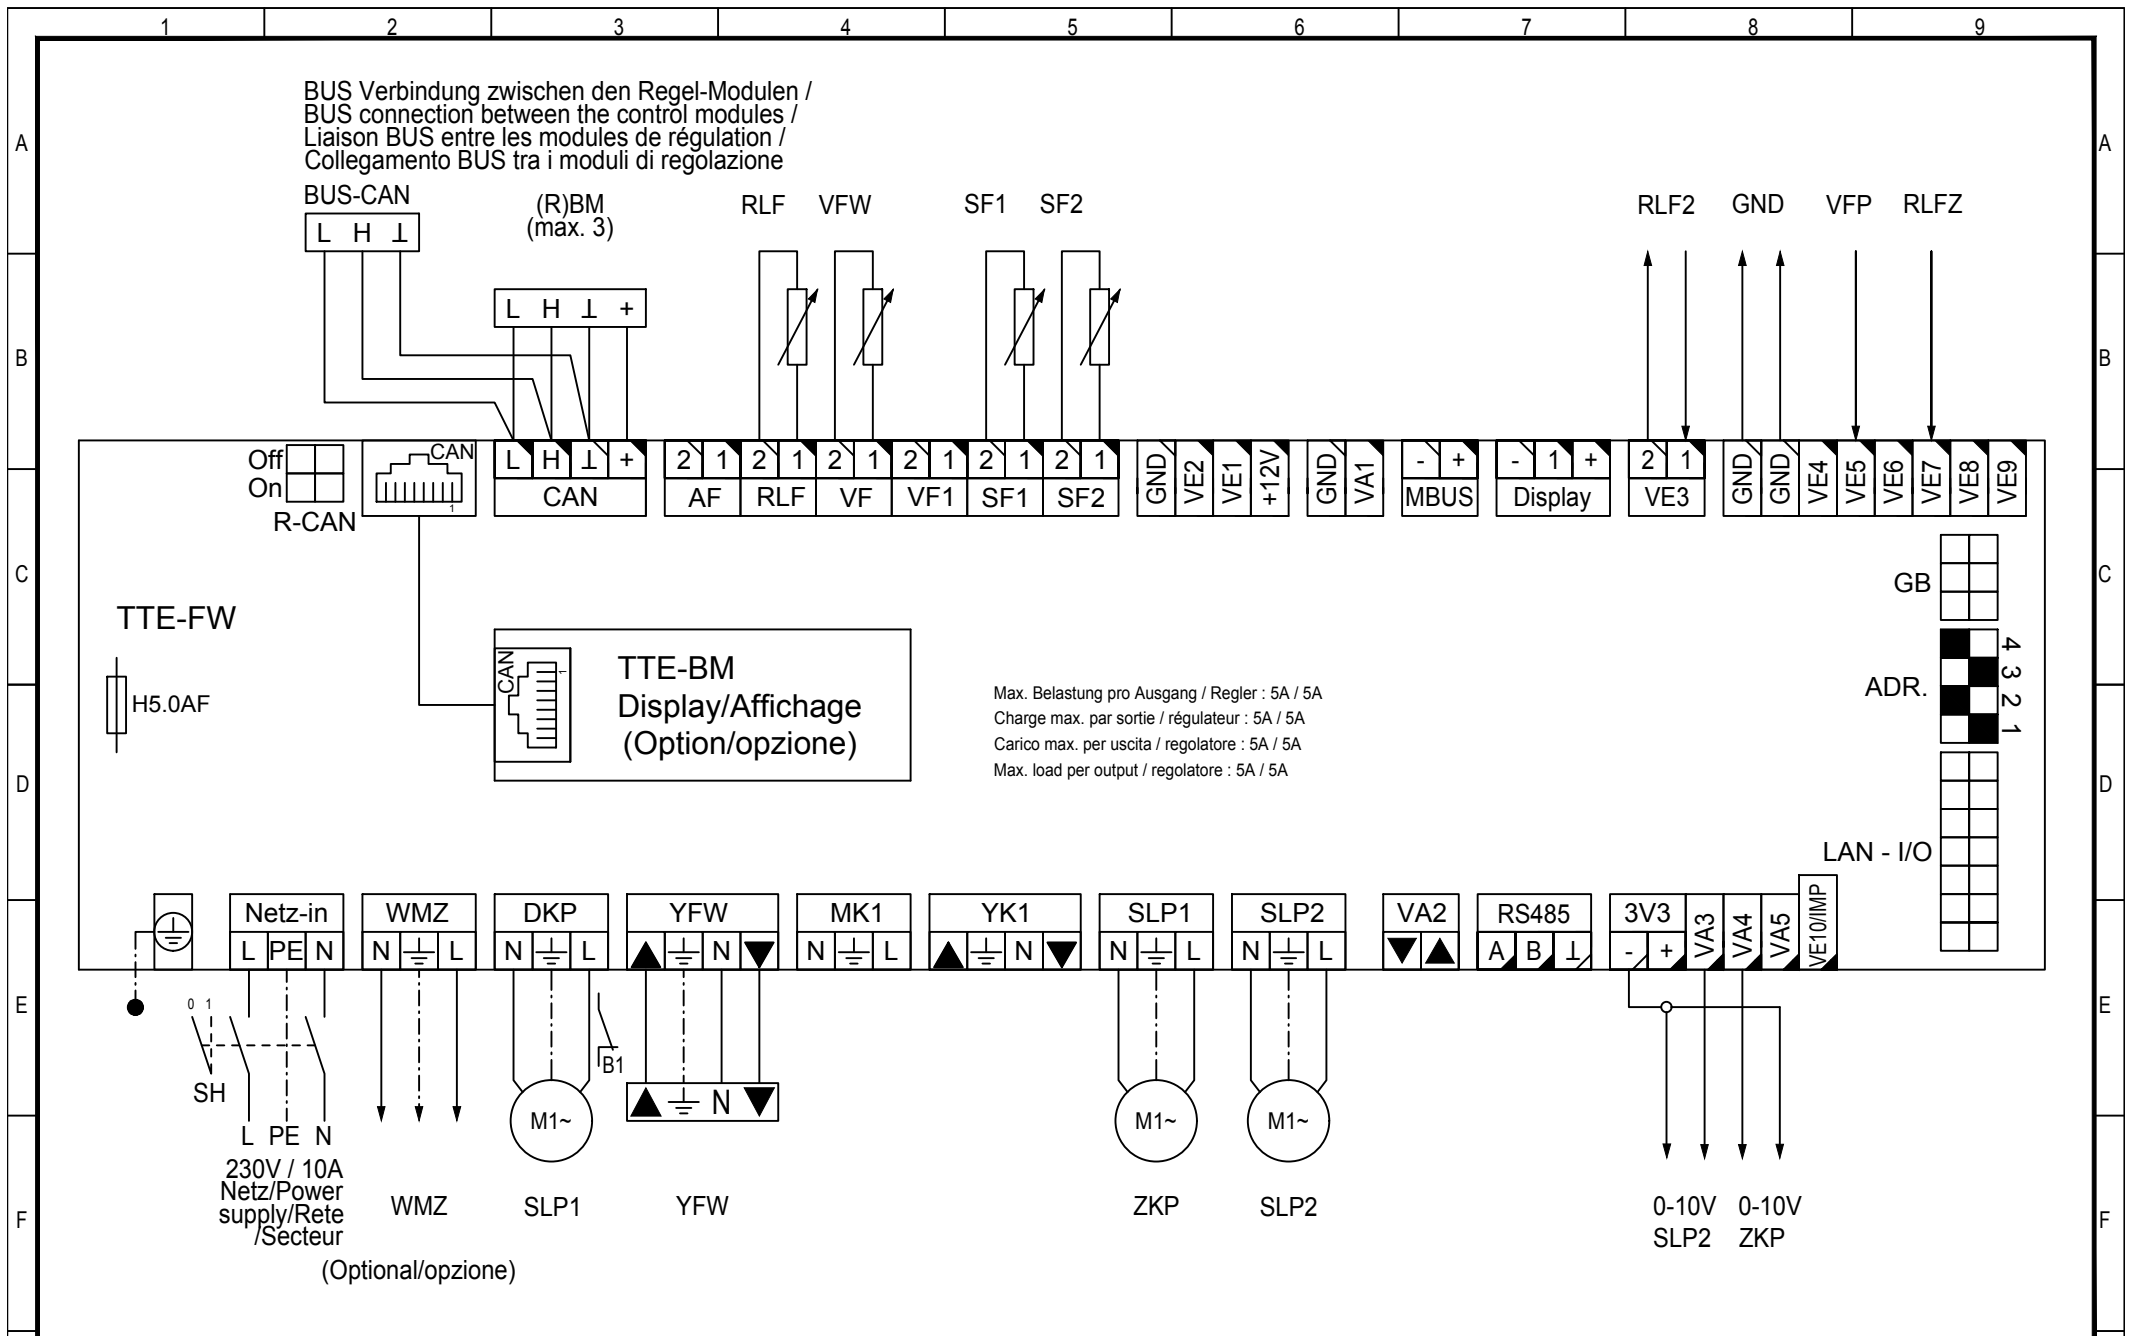 1 2 3 4 5 6 7 8 9
BUS Verbindung zwischen den Regel-Modulen /
BUS connection between the control modules /
Liaison BUS entre les modules de régulation /
Collegamento BUS tra i moduli di regolazione
A A
BUS-CAN
L H ⊥
(R)BM
(max. 3)
RLF VFW SF1 SF2 RLF2 GND VFP RLFZ
B B
L H ⊥ +
Off
On
R-CAN
CAN
1
L H ⊥ +
CAN
2 1 2 1 2 1 2 1 2 1 2 1
AF RLF VF VF1 SF1 SF2
GND VE2 VE1 +12V
GND VA1
- +
MBUS
- 1 +
Display
2 1
VE3
GND GND VE4 VE5 VE6 VE7 VE8 VE9
C C
GB
TTE-FW
H5.0AF
CAN
1
TTE-BM
Display/Affichage
(Option/opzione)
Max. Belastung pro Ausgang / Regler : 5A / 5A
Charge max. par sortie / régulateur : 5A / 5A
Carico max. per uscita / regolatore : 5A / 5A
Max. load per output / regolatore : 5A / 5A
ADR.
4 3 2 1
D D
LAN - I/O
Netz-in WMZ DKP YFW MK1 YK1 SLP1 SLP2 VA2 RS485 3V3 VA3 VA4 VA5 VE10/IMP
L PE N
N ⏚ L
N ⏚ L
▲ ⏚ N ▼
N ⏚ L
▲ ⏚ N ▼
N ⏚ L
N ⏚ L
▼ ▲
A B ⊥
- +
E E
0 1
SH
B1
▲ ⏚ N ▼
M1~ M1~ M1~
L PE N
230V / 10A
Netz/Power
supply/Rete
/Secteur
WMZ SLP1 YFW ZKP SLP2
0-10V
SLP2
0-10V
ZKP
F F
(Optional/opzione)